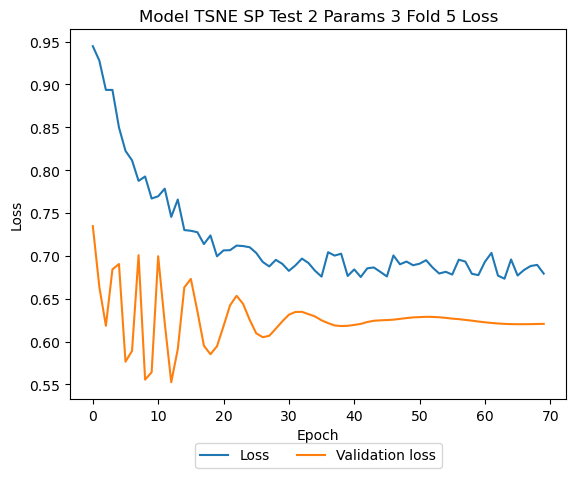 Model TSNE SP Test 2 Params 3 Fold 5 Loss
0.95
0.90
0.85
0.80
0.75
0.70
0.65
0.60
0.55
Loss
0 10 20 30 40 50 60 70
Epoch
Loss Validation loss